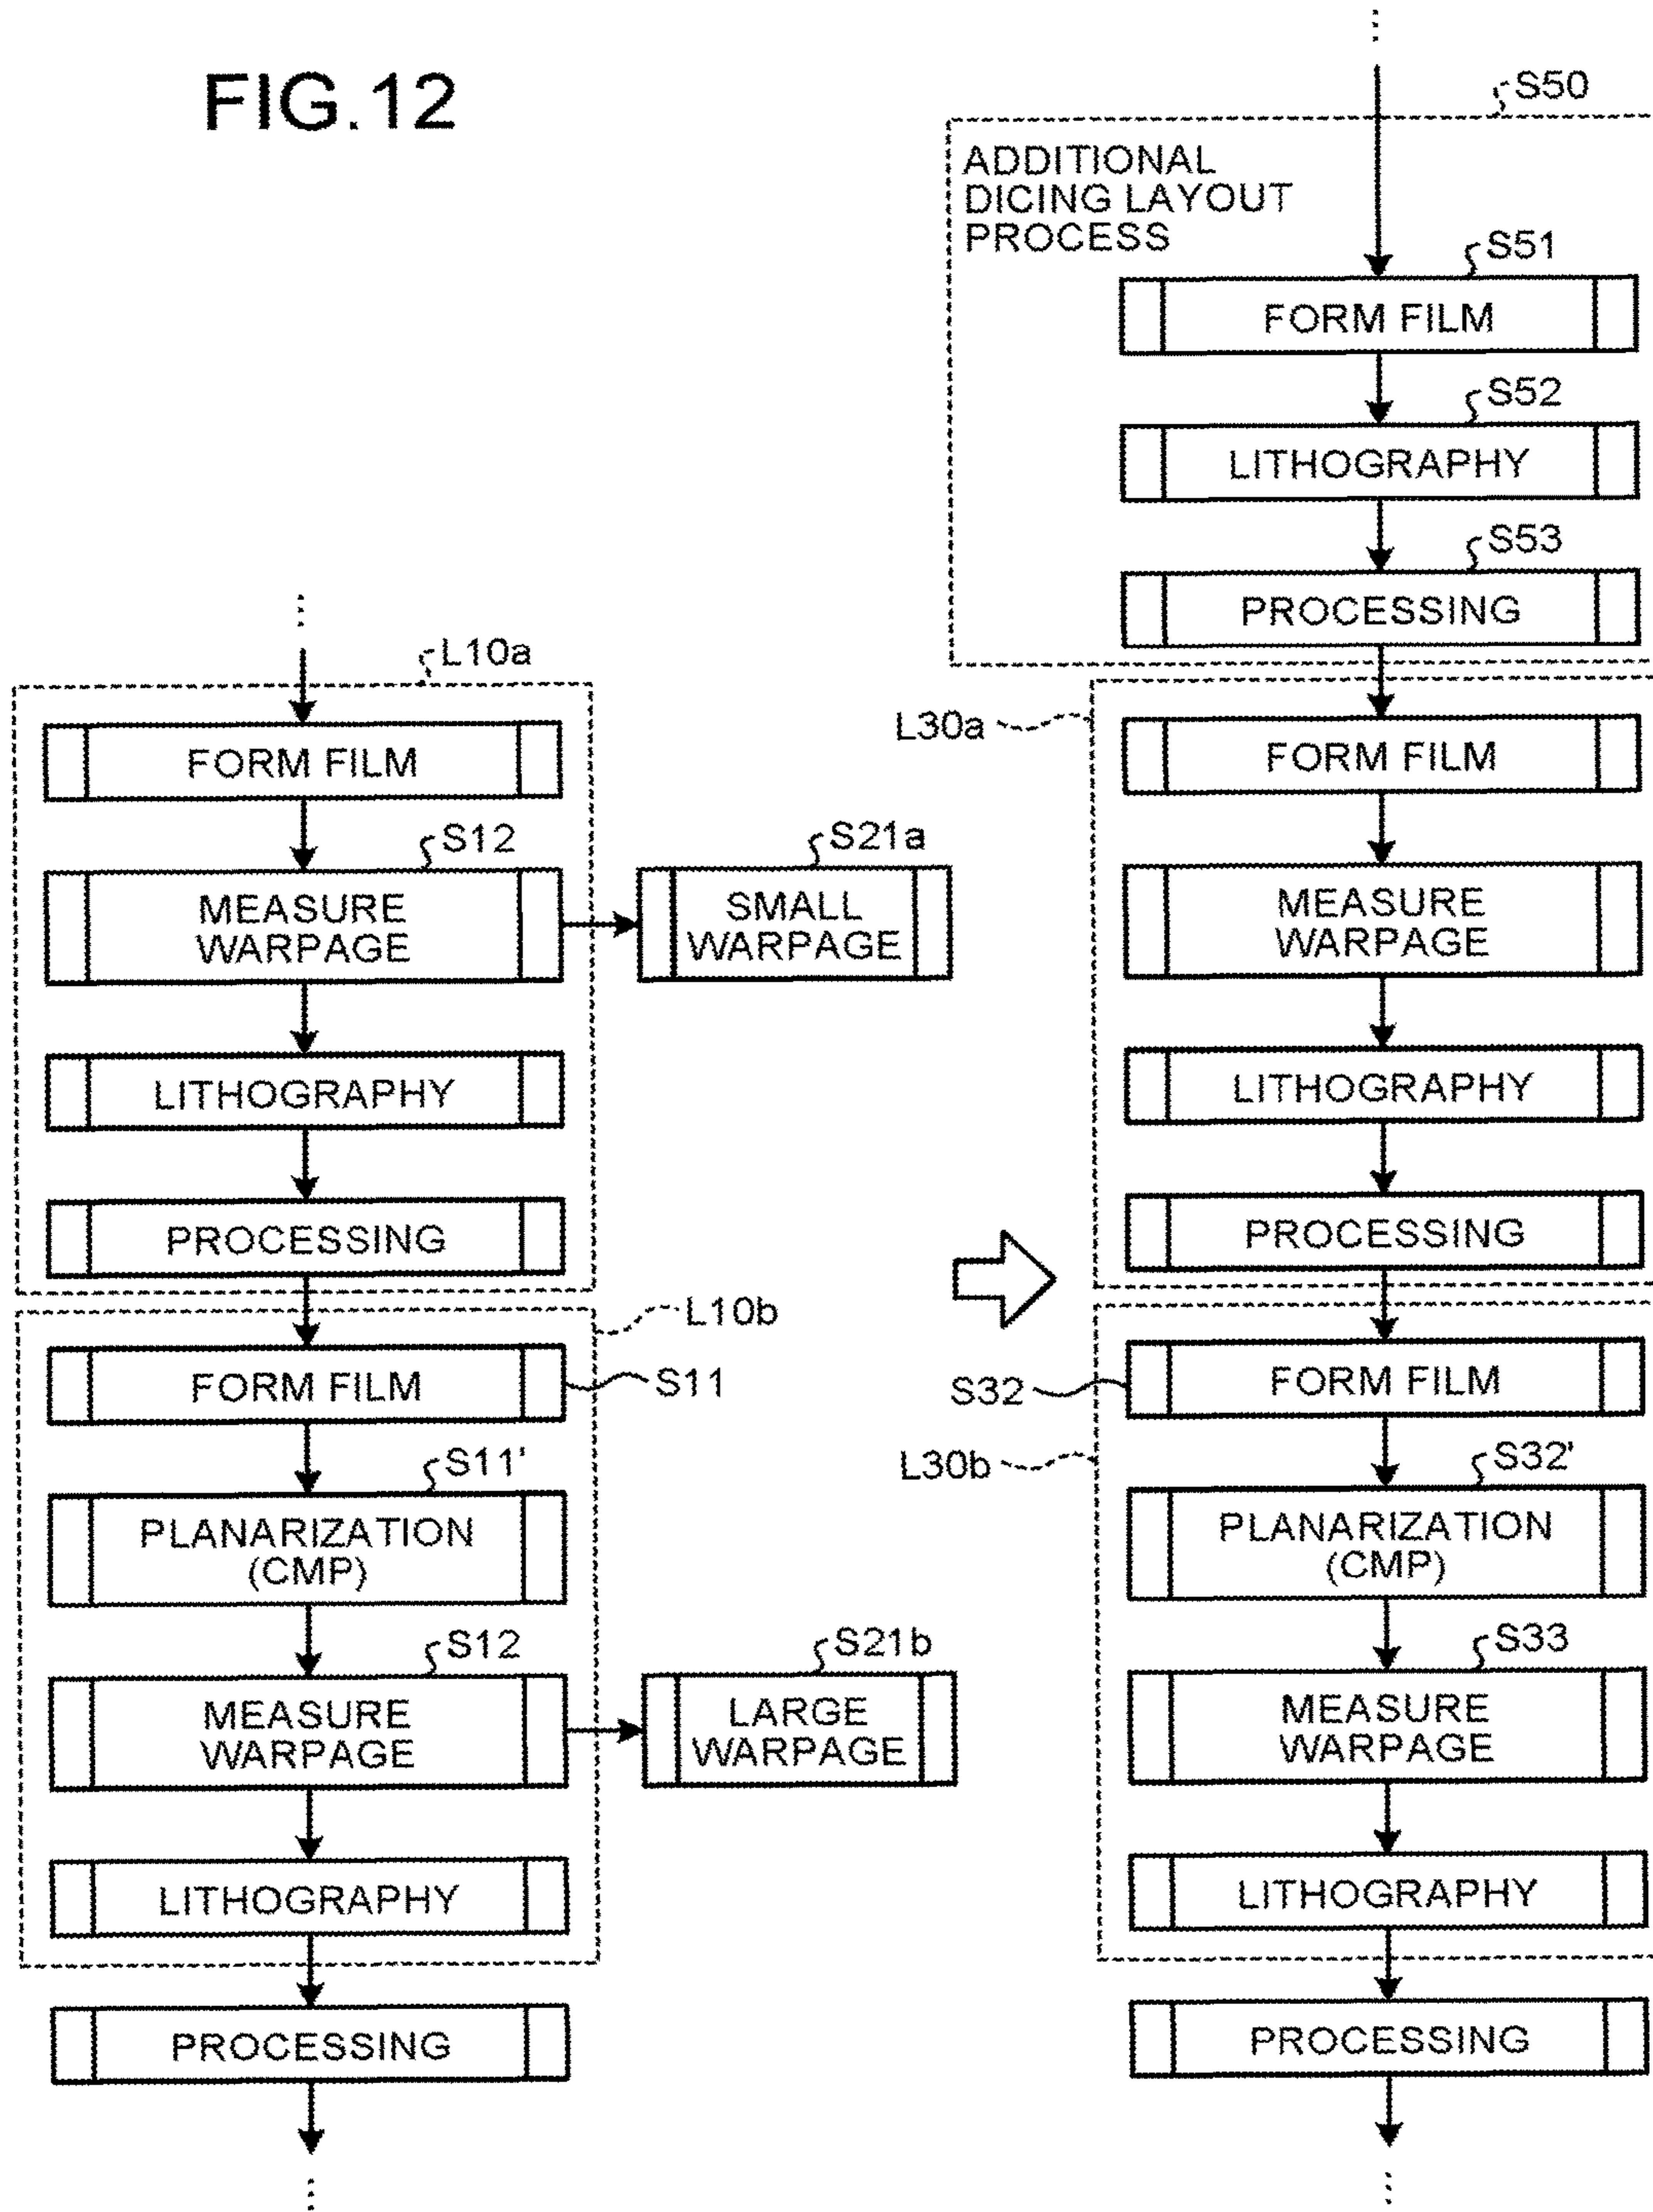 FIG.12
L10a
FORM FILM
S12
MEASURE
WARPAGE
S21a
SMALL
WARPAGE
LITHOGRAPHY
PROCESSING
L10b
FORM FILM
S11
S11'
PLANARIZATION
(CMP)
S12
MEASURE
WARPAGE
S21b
LARGE
WARPAGE
LITHOGRAPHY
PROCESSING
S50
ADDITIONAL
DICING LAYOUT
PROCESS
S51
FORM FILM
S52
LITHOGRAPHY
S53
PROCESSING
L30a
FORM FILM
MEASURE
WARPAGE
LITHOGRAPHY
PROCESSING
S32
FORM FILM
L30b
S32'
PLANARIZATION
(CMP)
S33
MEASURE
WARPAGE
LITHOGRAPHY
PROCESSING